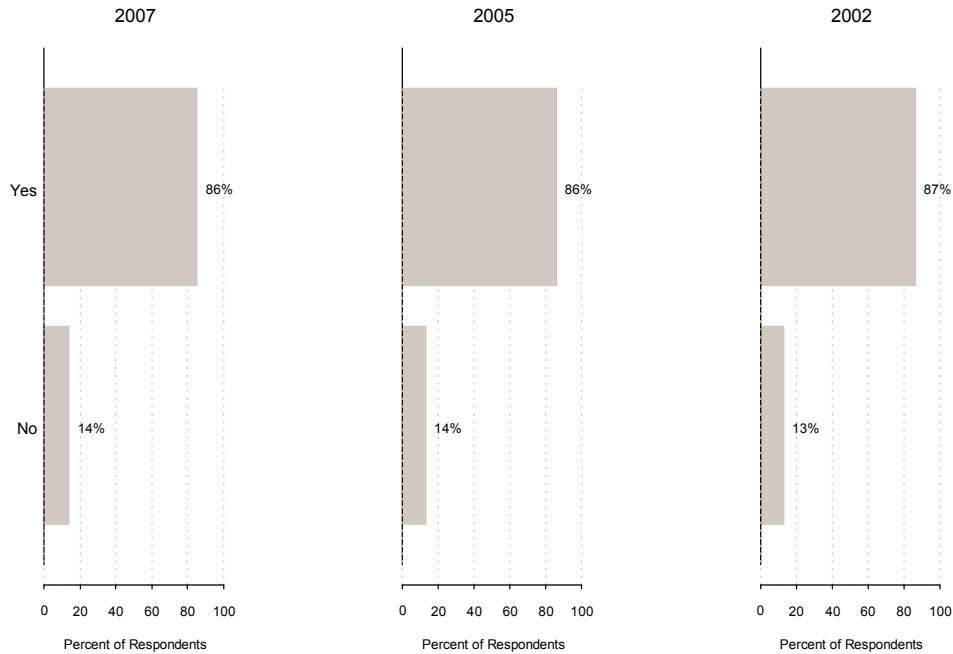 2007 2005 2002
Yes 86% 86% 87%
No 14% 14% 13%
0 20 40 60 80 100 0 20 40 60 80 100 0 20 40 60 80 100
Percent of Respondents Percent of Respondents Percent of Respondents